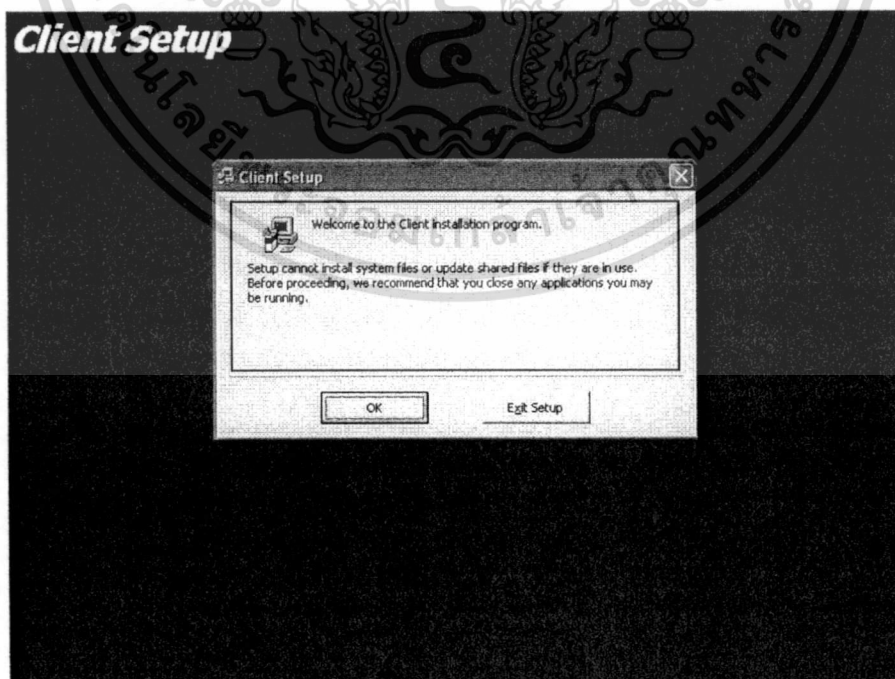 Client Setup
Client Setup
Welcome to the Client installation program.
Setup cannot install system files or update shared files if they are in use.
Before proceeding, we recommend that you close any applications you may
be running.
OK
Exit Setup